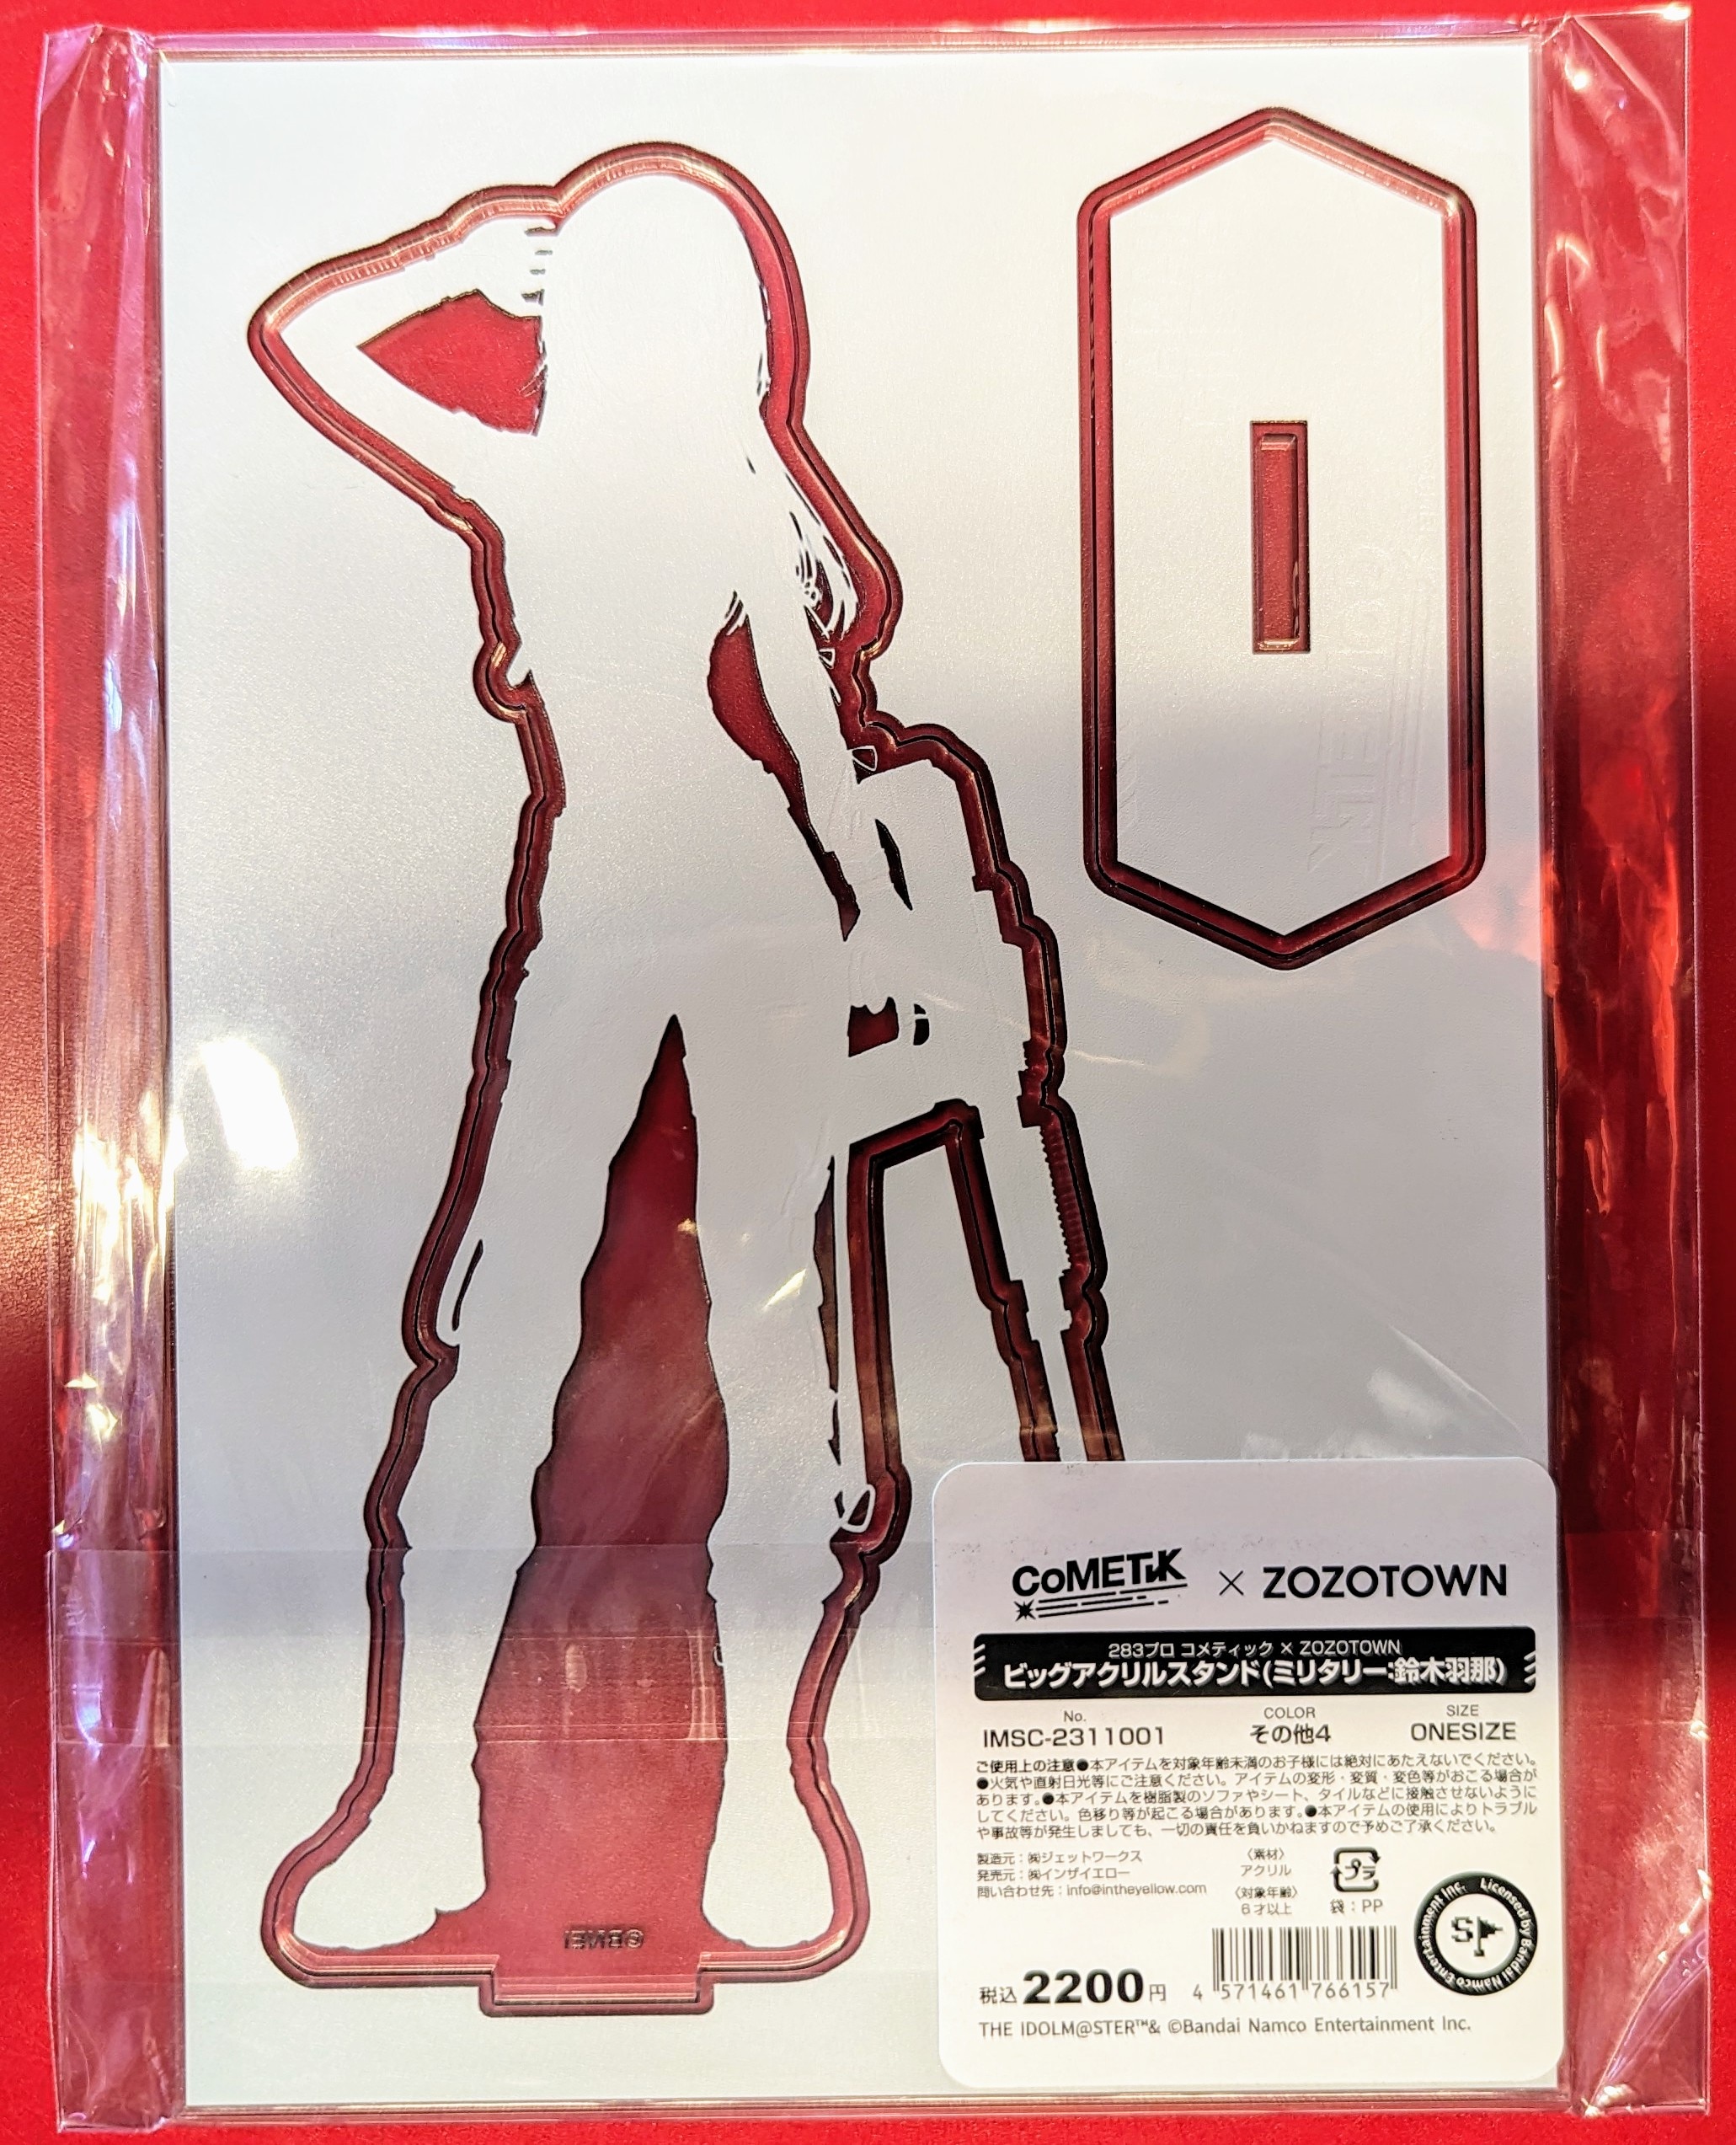 ©BMEI
CoMETIK × ZOZOTOWN
283プロ コメティック × ZOZOTOWN
ビッグアクリルスタンド(ミリタリー:鈴木羽那)
No. COLOR SIZE
IMSC-2311001 その他4 ONESIZE
ご使用上の注意●本アイテムを対象年齢未満のお子様には絶対にあたえないでください。
●火気や直射日光等にご注意ください。アイテムの変形・変質・変色等がおこる場合が
あります。●本アイテムを樹脂製のソファやシート、タイルなどに接触させないように
してください。色移り等が起こる場合があります。●本アイテムの使用によりトラブル
や事故等が発生しましても、一切の責任を負いかねますので予めご了承ください。
製造元:㈱ジェットワークス
発売元:㈱インザイエロー
問い合わせ先:info@intheyellow.com
〈素材〉
アクリル
〈対象年齢〉
6才以上
プラ
袋:PP
Licensed by Bandai Namco Entertainment Inc.
税込2200円
4 571461 766157
THE IDOLM@STER™& ©Bandai Namco Entertainment Inc.